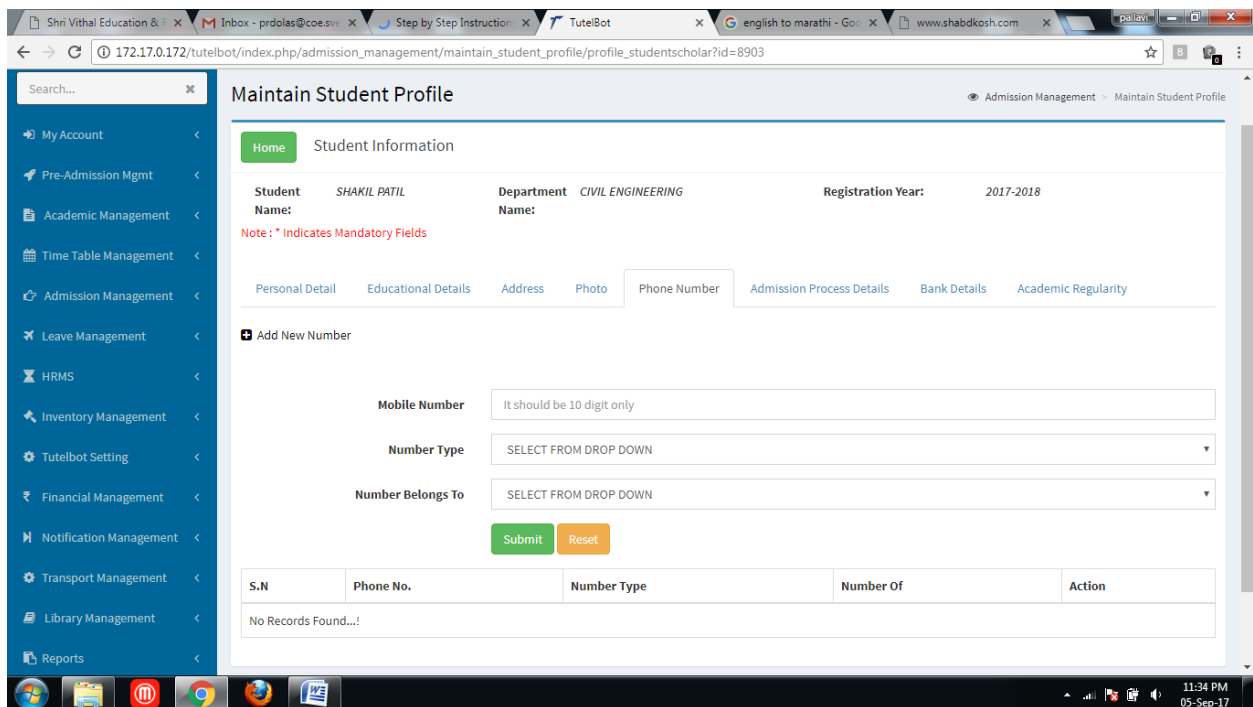 Shri Vithal Education &
Inbox - prdolas@coe.sve
Step by Step Instruction
TutelBot
english to marathi - Goo
www.shabdkosh.com
pallavi
172.17.0.172/tutelbot/index.php/admission_management/maintain_student_profile/profile_studentscholar?id=8903
Search...
Maintain Student Profile
Admission Management > Maintain Student Profile
My Account
Home Student Information
Pre-Admission Mgmt
Student Name: SHAKIL PATIL Department Name: CIVIL ENGINEERING Registration Year: 2017-2018
Academic Management
Note : * Indicates Mandatory Fields
Time Table Management
Personal Detail Educational Details Address Photo Phone Number Admission Process Details Bank Details Academic Regularity
Admission Management
Leave Management
Add New Number
HRMS
Mobile Number It should be 10 digit only
Inventory Management
Number Type SELECT FROM DROP DOWN
Tutelbot Setting
Number Belongs To SELECT FROM DROP DOWN
Financial Management
Submit Reset
Notification Management
Transport Management
S.N Phone No. Number Type Number Of Action
Library Management
No Records Found...!
Reports
11:34 PM
05-Sep-17